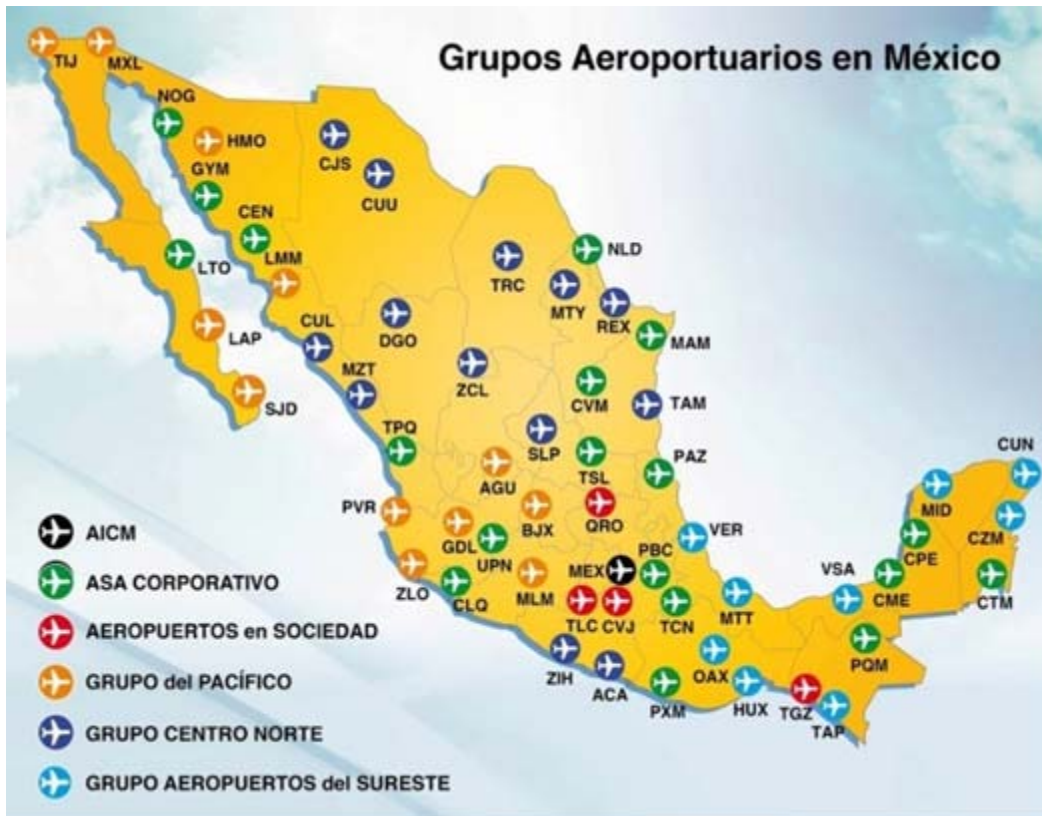 Grupos Aeroportuarios en México
TIJ
MXL
NOG
HMO
GYM
CJS
CUU
CEN
LTO
LMM
NLD
TRC
MTY
REX
LAP
CUL
DGO
MAM
MZT
ZCL
CVM
TAM
SJD
TPQ
SLP
TSL
PAZ
CUN
AGU
MID
PVR
BJX
QRO
VER
GDL
UPN
PBC
CZM
CPE
MEX
VSA
ZLO
CLQ
MLM
TLC
CVJ
TCN
MTT
CME
CTM
PQM
ZIH
ACA
PXM
OAX
HUX
TGZ
TAP
AICM
ASA CORPORATIVO
AEROPUERTOS en SOCIEDAD
GRUPO del PACÍFICO
GRUPO CENTRO NORTE
GRUPO AEROPUERTOS del SURESTE